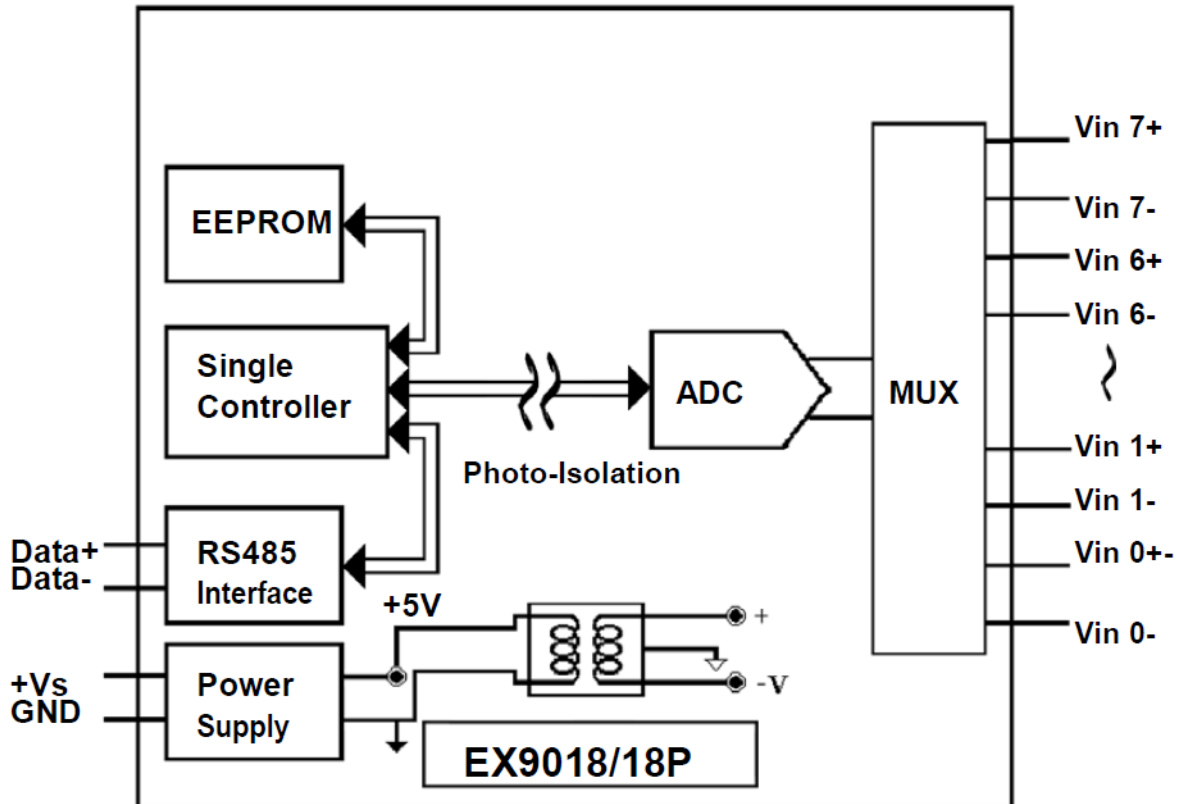 Vin 7+
EEPROM
Vin 7-
Vin 6+
Vin 6-
Single
Controller
ADC
MUX
Photo-Isolation
Vin 1+
Vin 1-
Data+
Data-
RS485
Interface
Vin 0+-
+5V
+
Vin 0-
+Vs
GND
Power
Supply
-V
EX9018/18P